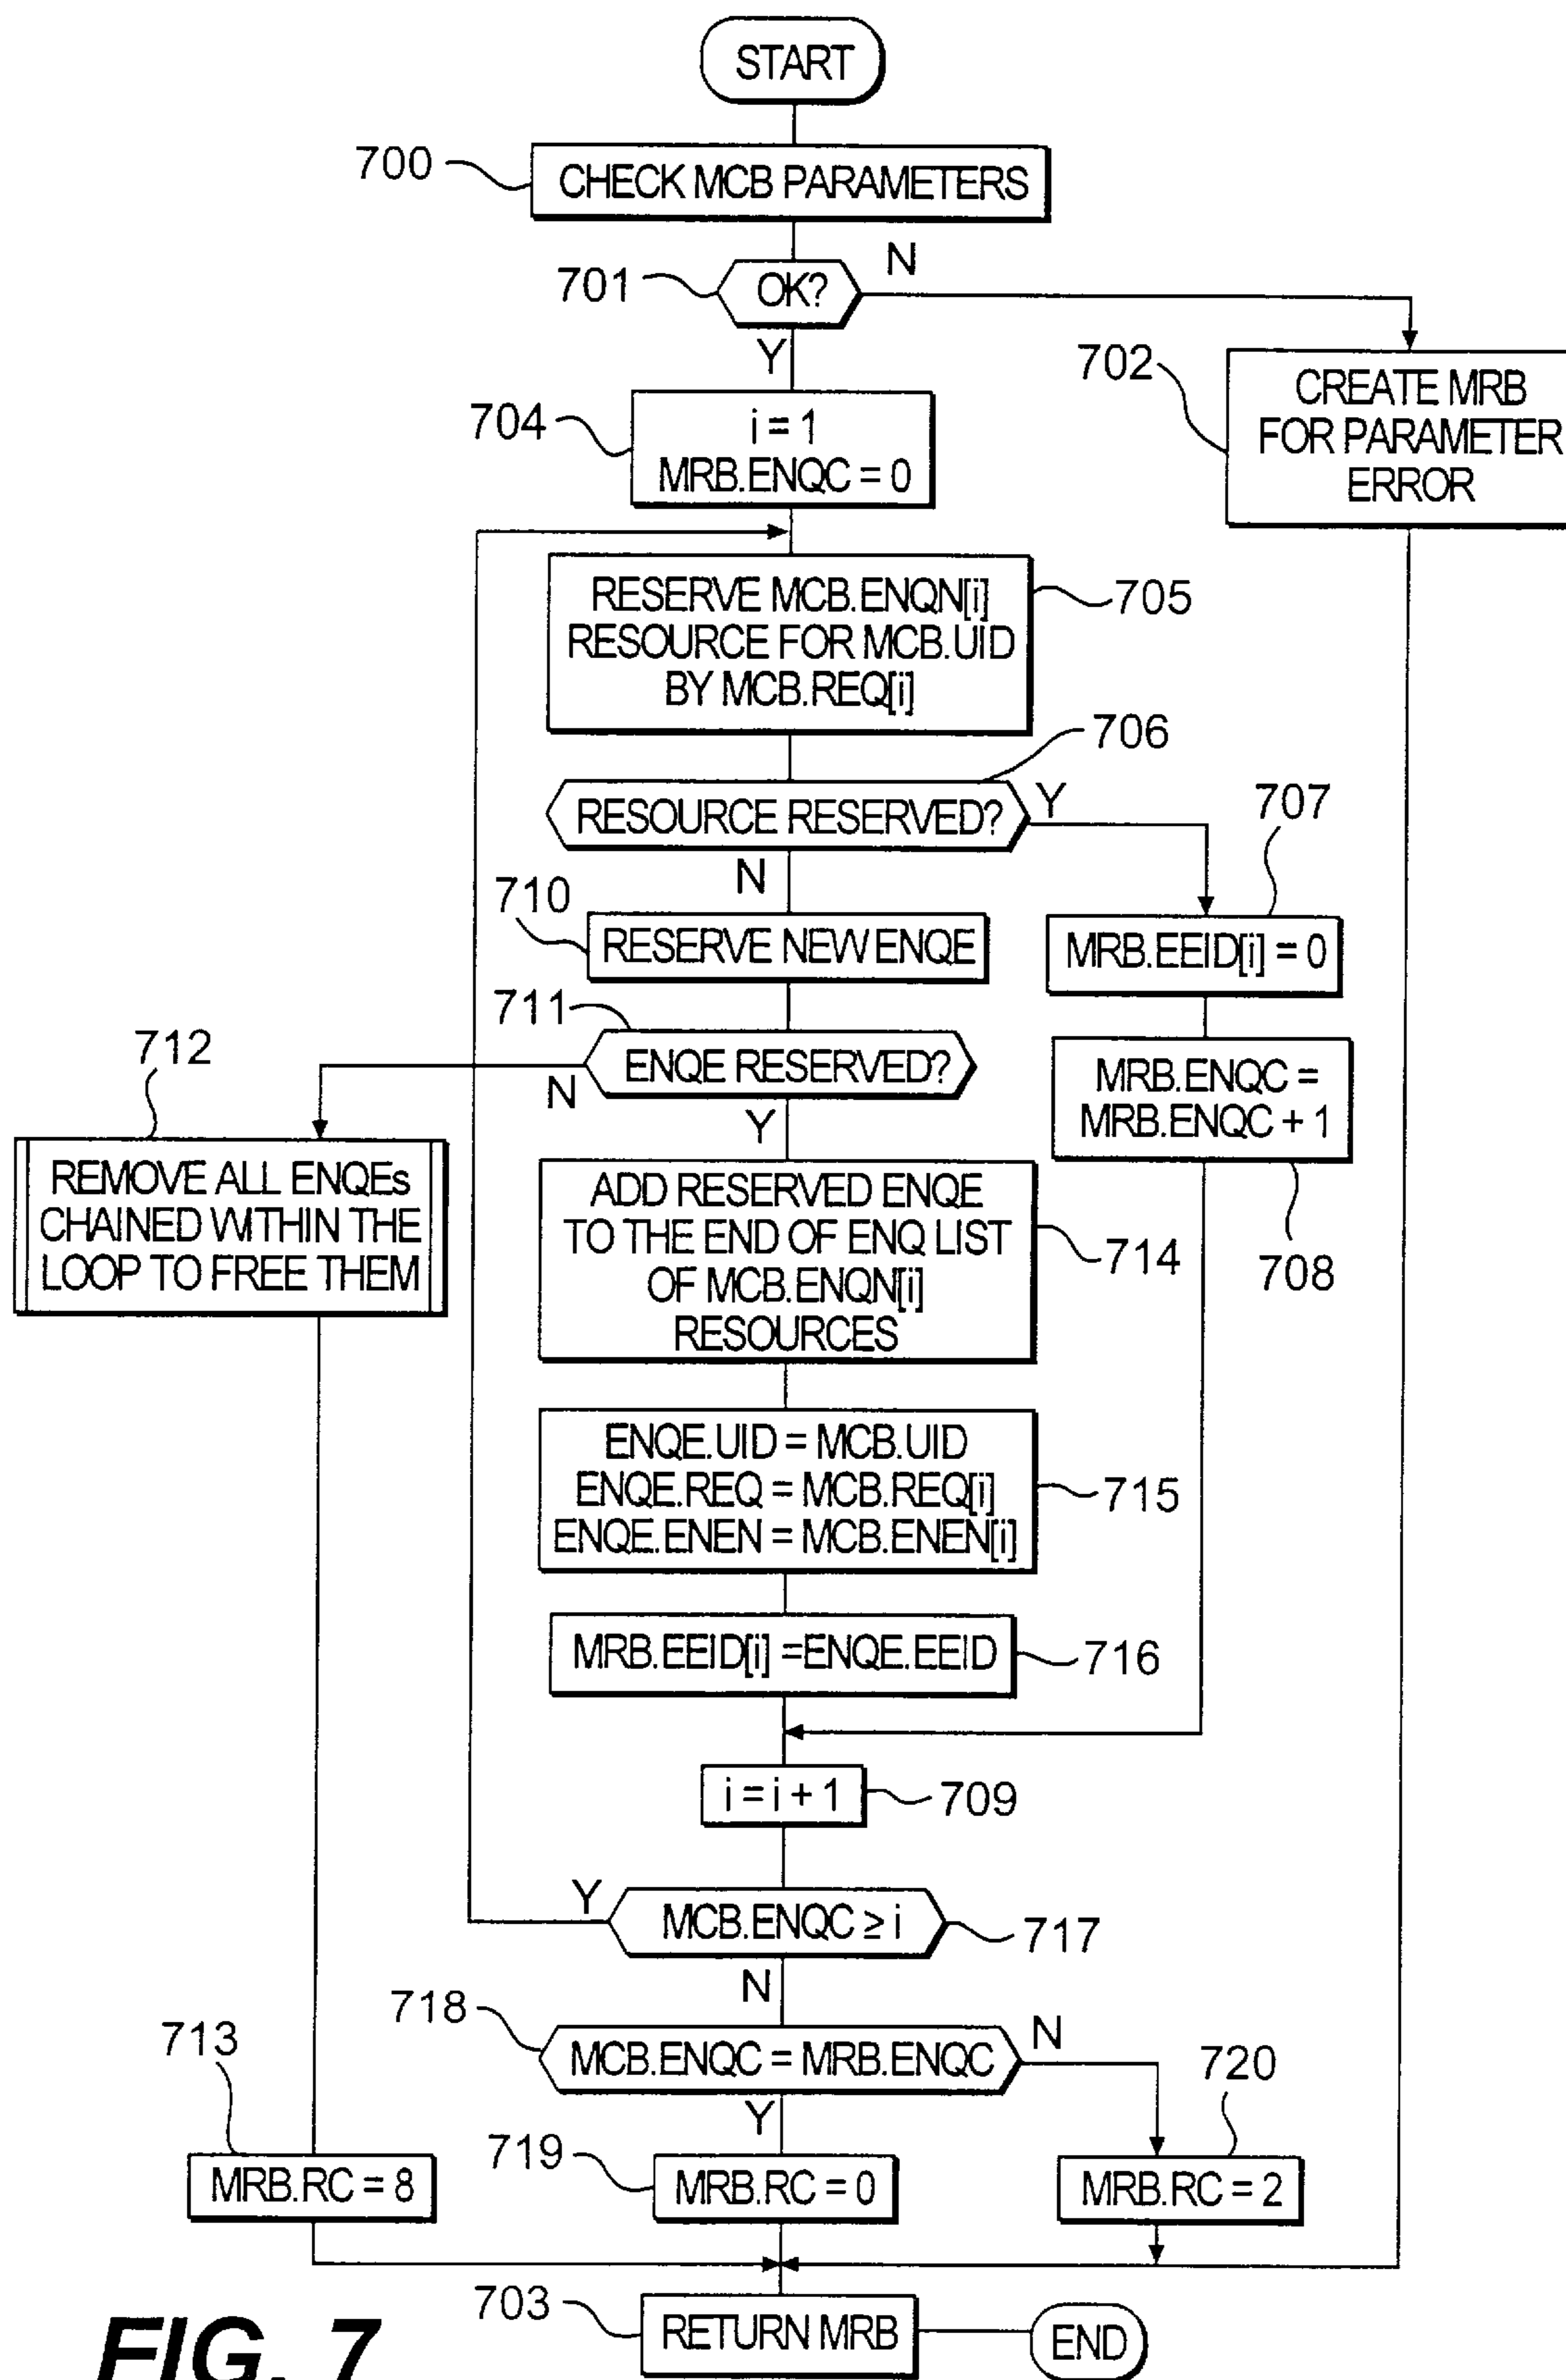 START
700
CHECK MCB PARAMETERS
701
OK?
N
Y
702
CREATE MRB
FOR PARAMETER
ERROR
704
i = 1
MRB.ENQC = 0
RESERVE MCB.ENQN[i]
RESOURCE FOR MCB.UID
BY MCB.REQ[i]
705
706
RESOURCE RESERVED?
Y
N
707
MRB.EEID[i] = 0
710
RESERVE NEW ENQE
711
ENQE RESERVED?
N
Y
MRB.ENQC =
MRB.ENQC + 1
708
712
REMOVE ALL ENQEs
CHAINED WITHIN THE
LOOP TO FREE THEM
ADD RESERVED ENQE
TO THE END OF ENQ LIST
OF MCB.ENQN[i]
RESOURCES
714
ENQE.UID = MCB.UID
ENQE.REQ = MCB.REQ[i]
ENQE.ENEN = MCB.ENEN[i]
715
MRB.EEID[i] =ENQE.EEID
716
i = i + 1
709
Y
MCB.ENQC ≥ i
717
N
718
MCB.ENQC = MRB.ENQC
N
Y
713
MRB.RC = 8
719
MRB.RC = 0
720
MRB.RC = 2
703
RETURN MRB
END
FIG. 7